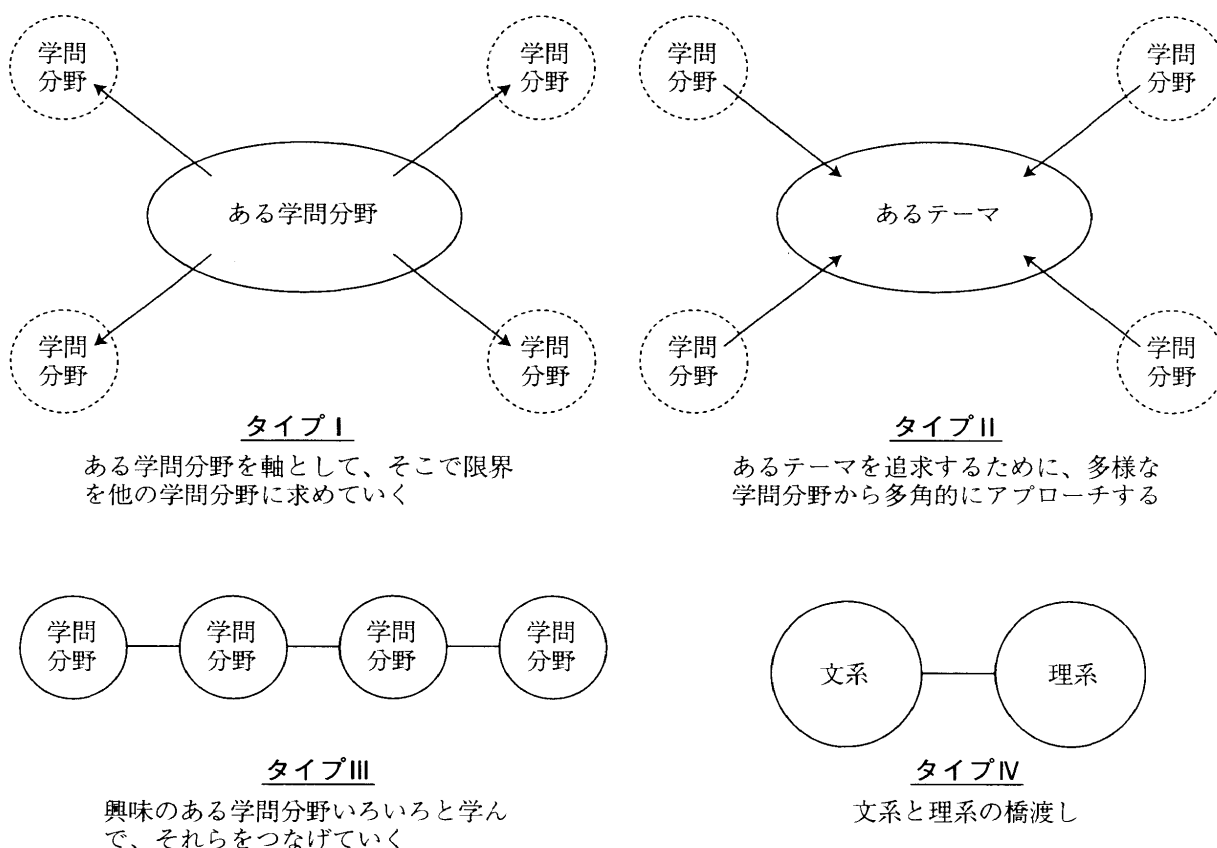 学問
分野
学問
分野
ある学問分野
学問
分野
学問
分野
タイプⅠ
ある学問分野を軸として、そこで限界
を他の学問分野に求めていく
学問
分野
学問
分野
あるテーマ
学問
分野
学問
分野
タイプⅡ
あるテーマを追求するために、多様な
学問分野から多角的にアプローチする
学問
分野
学問
分野
学問
分野
学問
分野
タイプⅢ
興味のある学問分野いろいろと学ん
で、それらをつなげていく
文系
理系
タイプⅣ
文系と理系の橋渡し